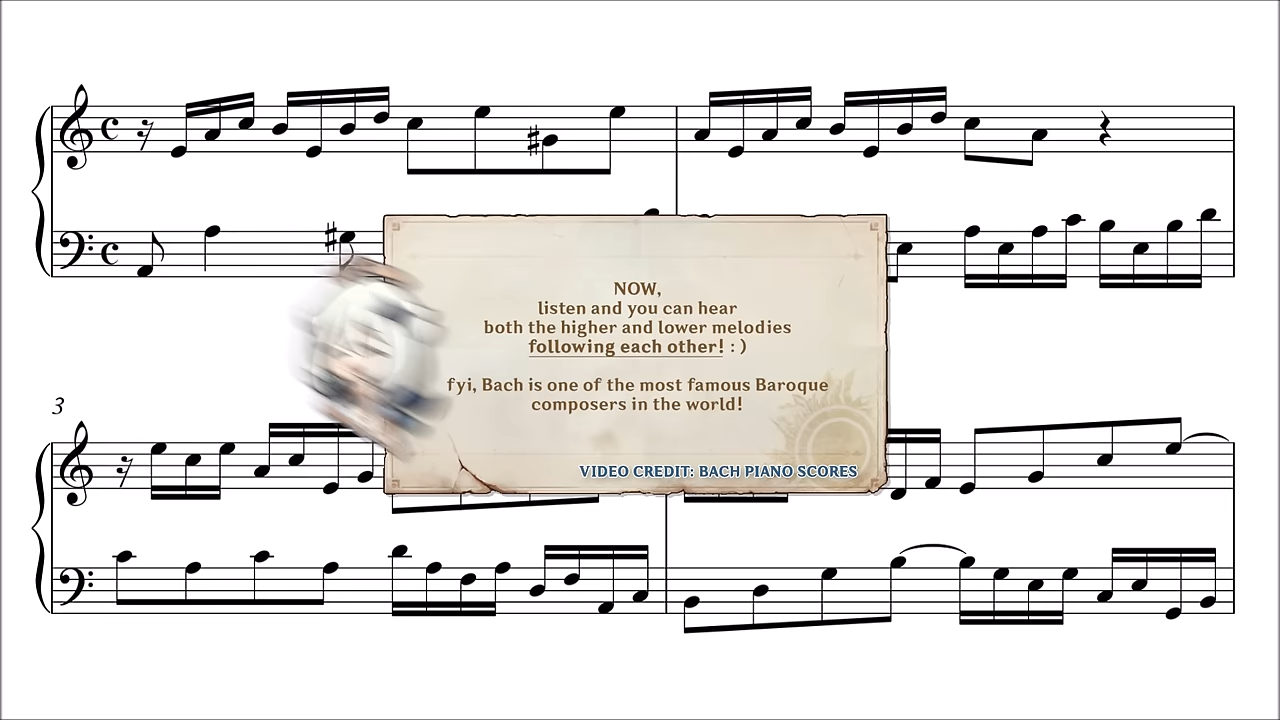 NOW,
listen and you can hear
both the higher and lower melodies
following each other! : )
fyi, Bach is one of the most famous Baroque
composers in the world!
3
VIDEO CREDIT: BACH PIANO SCORES